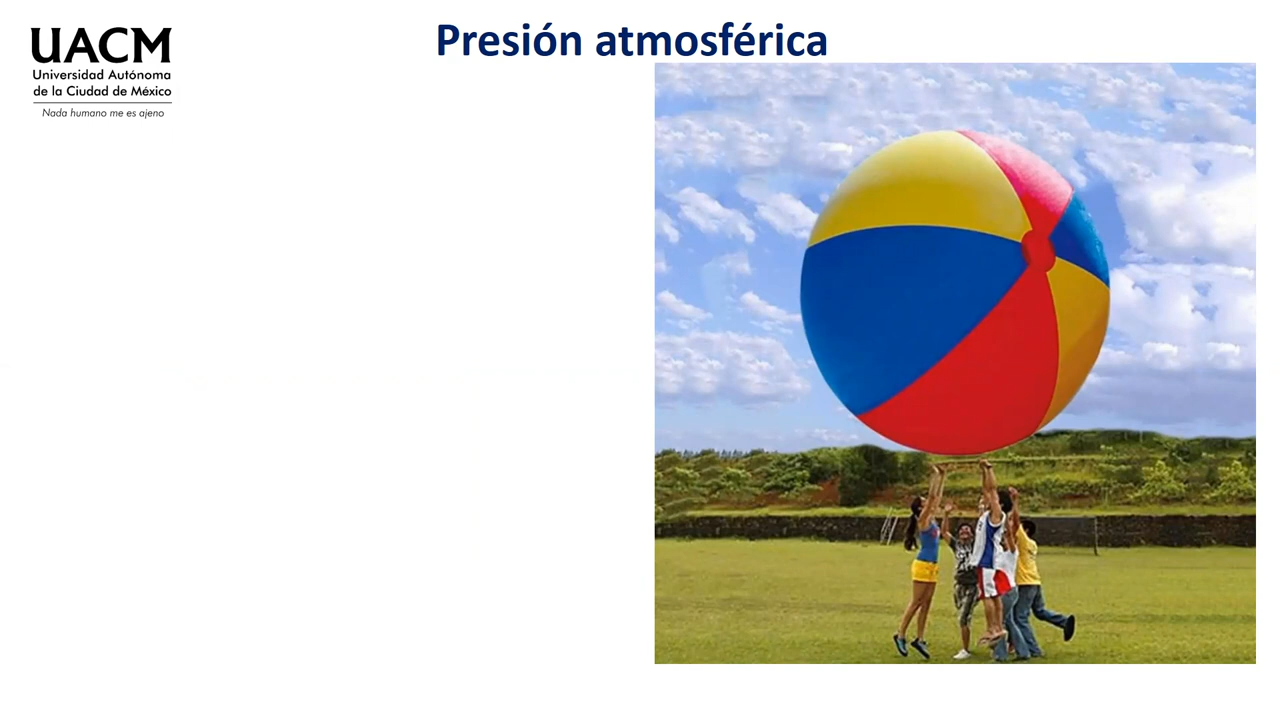 Presión atmosférica
UACM
Universidad Autónoma
de la Ciudad de México
Nada humano me es ajeno